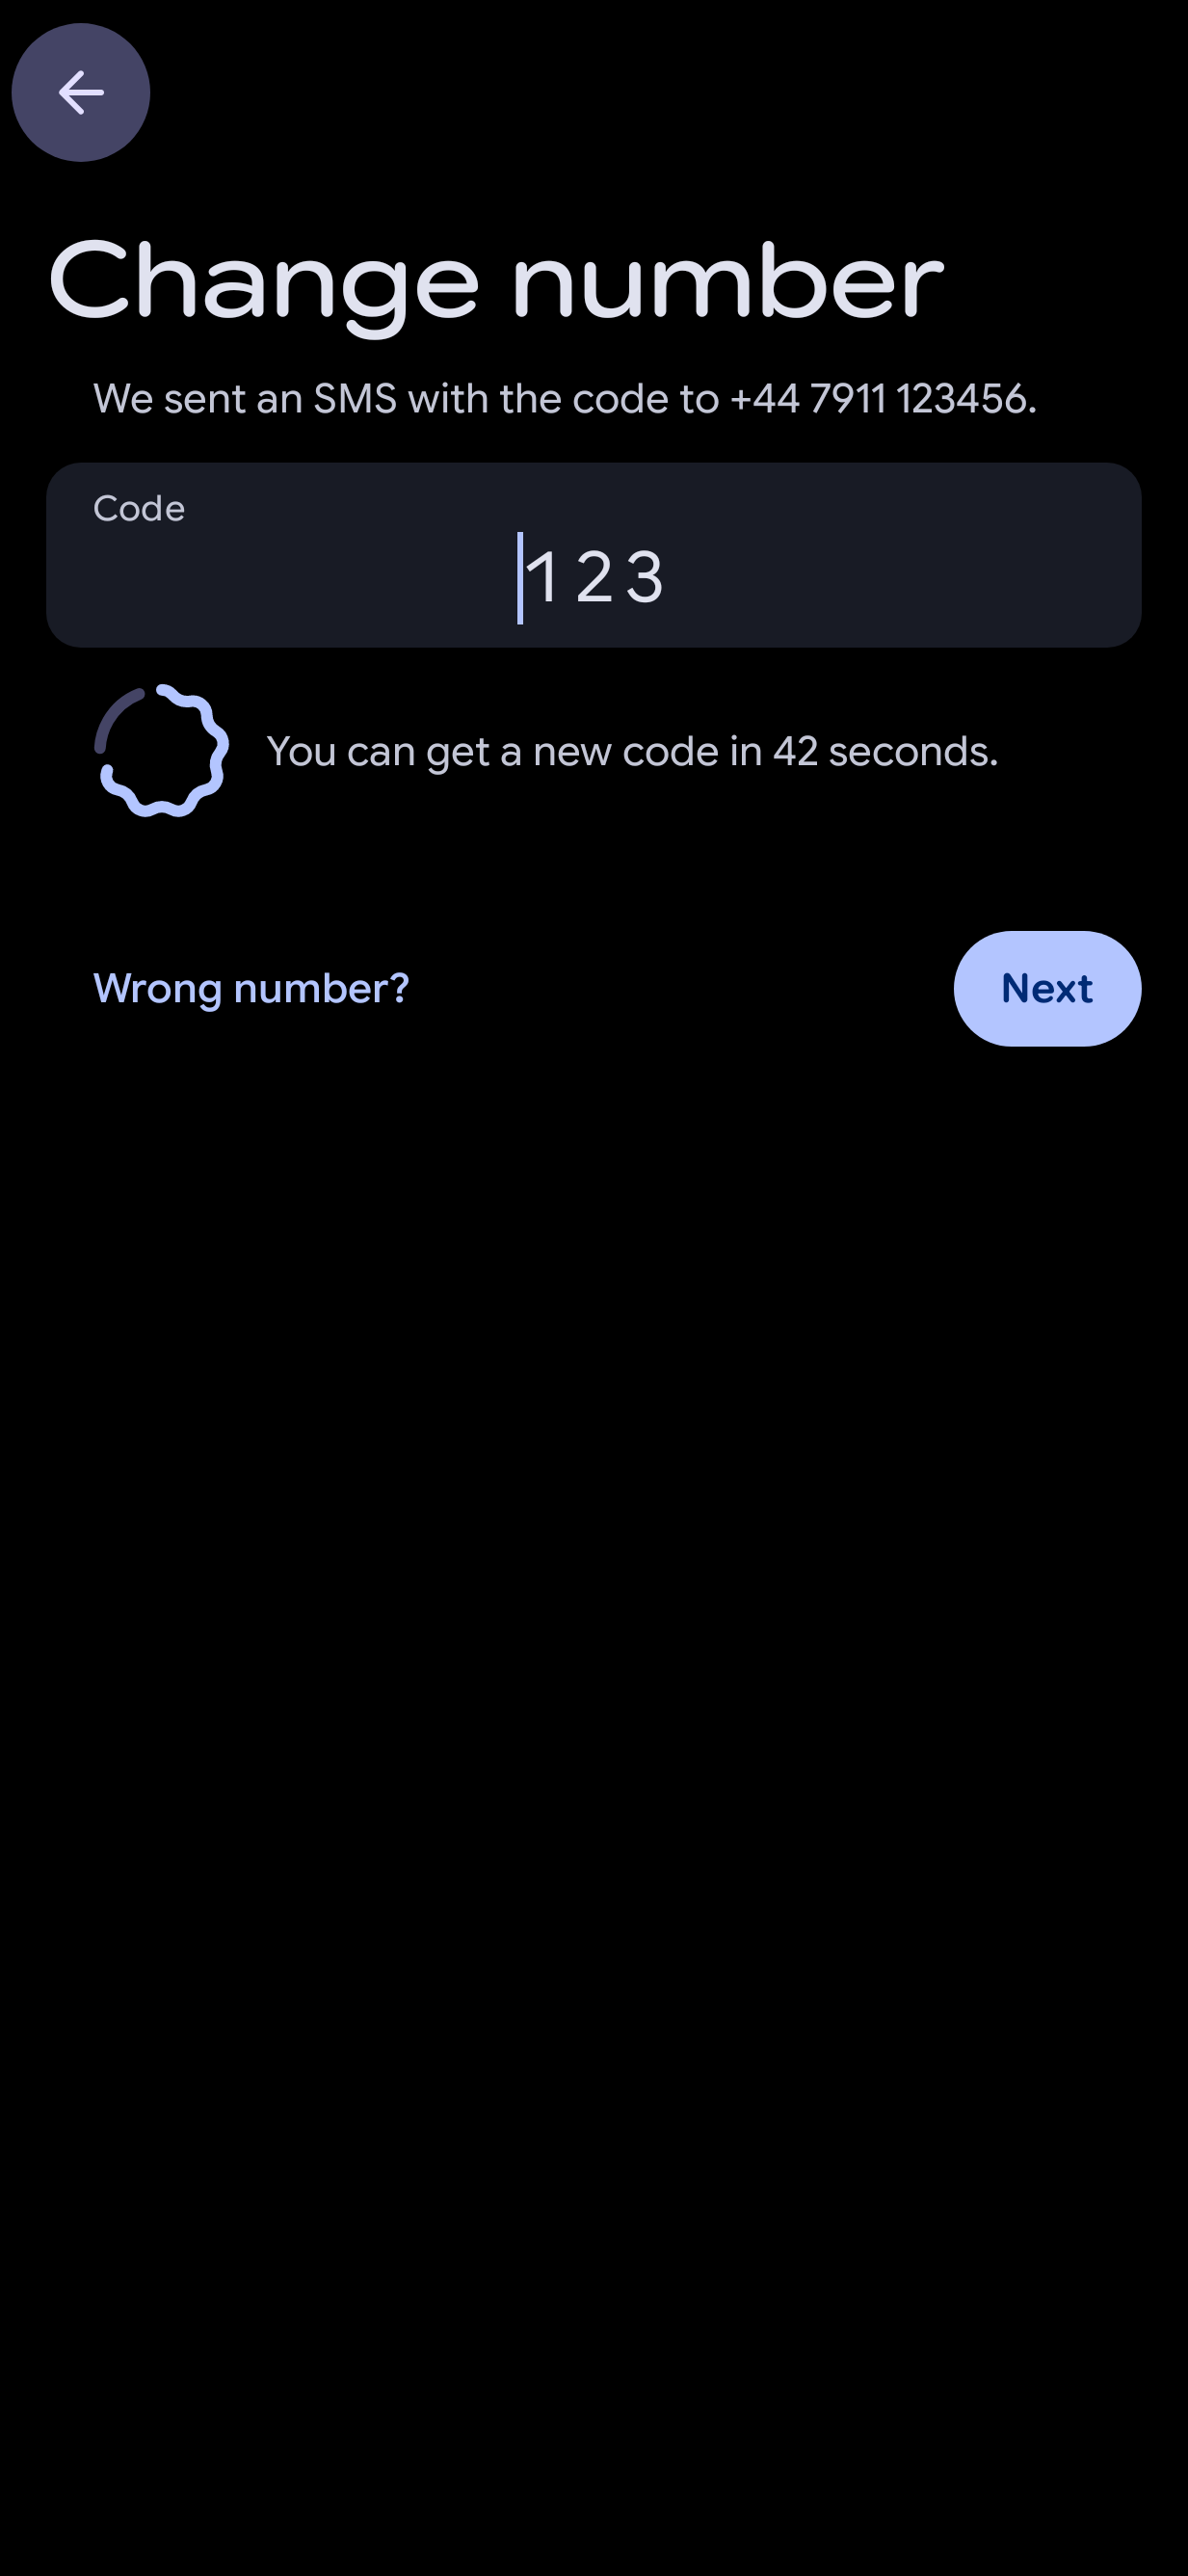 Change number
We sent an SMS with the code to +44 7911 123456.
Code
123
You can get a new code in 42 seconds.
Wrong number?
Next